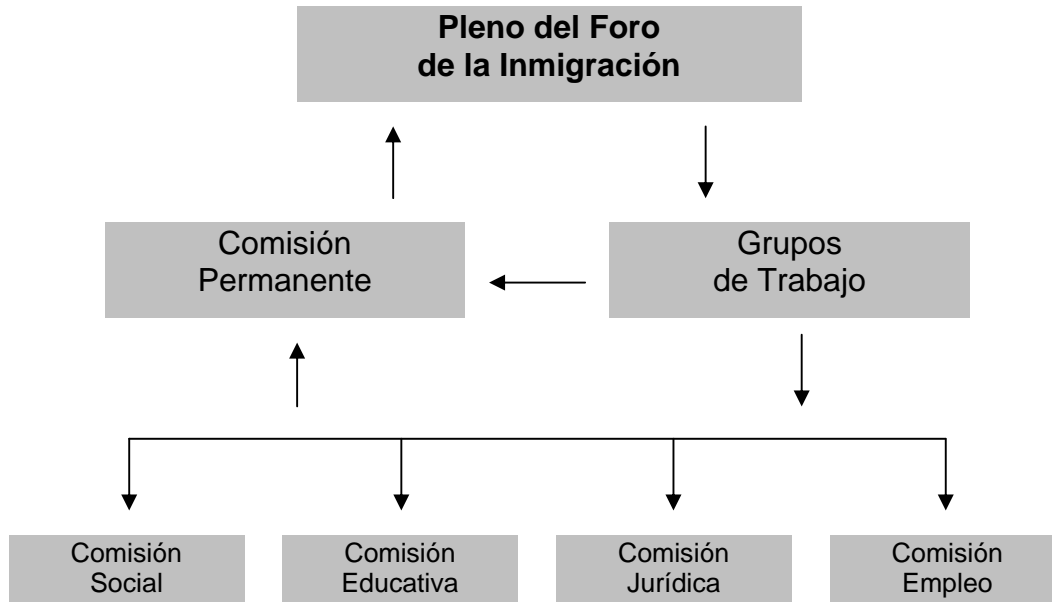 Pleno del Foro
de la Inmigración
Comisión
Permanente
Grupos
de Trabajo
Comisión
Social
Comisión
Educativa
Comisión
Jurídica
Comisión
Empleo